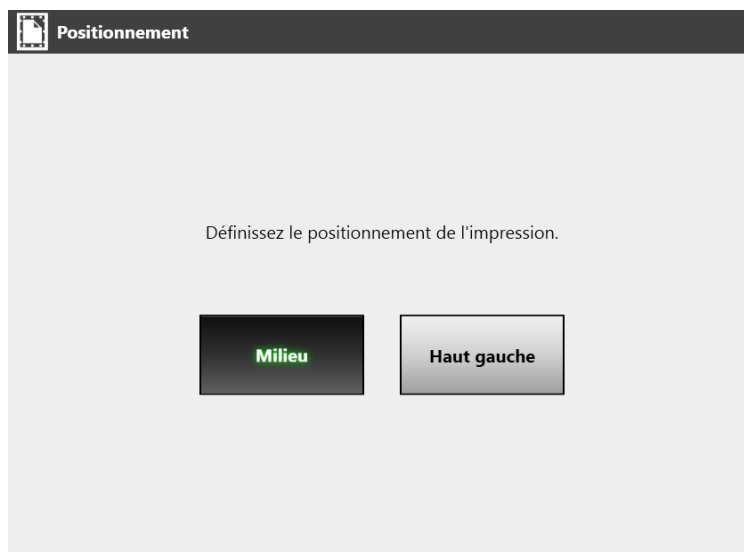 Positionnement
Définissez le positionnement de l'impression.
Milieu
Haut gauche